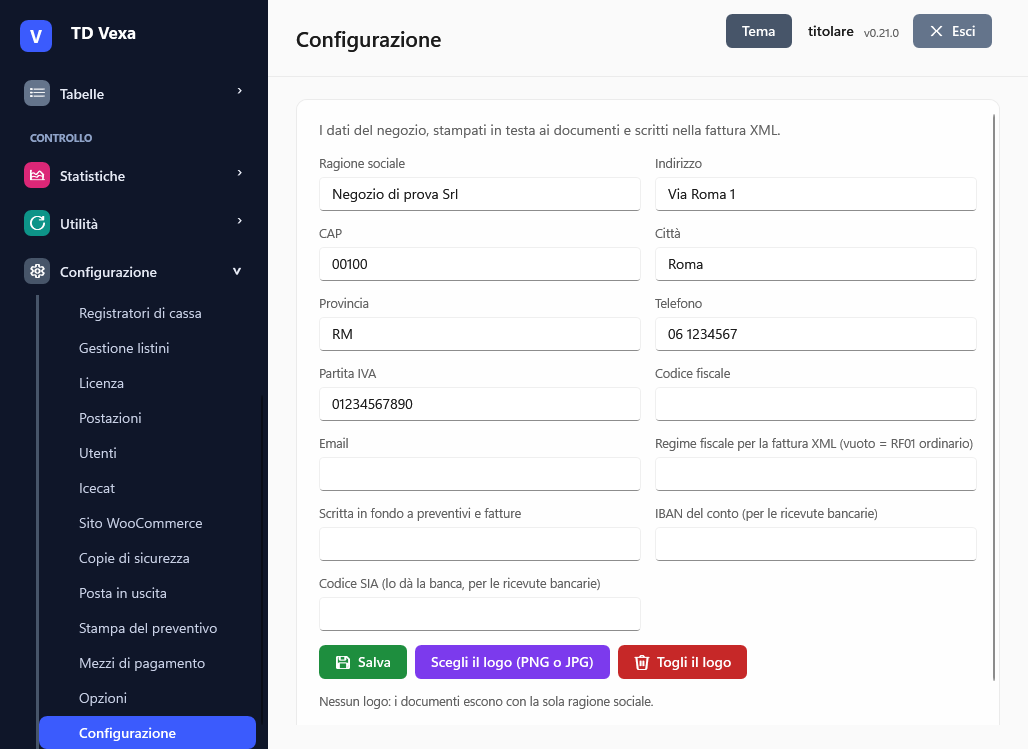 V
TD Vexa
Tabelle
CONTROLLO
Statistiche
Utilità
Configurazione
Registratori di cassa
Gestione listini
Licenza
Postazioni
Utenti
Icecat
Sito WooCommerce
Copie di sicurezza
Posta in uscita
Stampa del preventivo
Mezzi di pagamento
Opzioni
Configurazione
Configurazione
Tema
titolare v0.21.0
Esci
I dati del negozio, stampati in testa ai documenti e scritti nella fattura XML.
Ragione sociale
Negozio di prova Srl
Indirizzo
Via Roma 1
CAP
00100
Città
Roma
Provincia
RM
Telefono
06 1234567
Partita IVA
01234567890
Codice fiscale
Email
Regime fiscale per la fattura XML (vuoto = RF01 ordinario)
Scritta in fondo a preventivi e fatture
IBAN del conto (per le ricevute bancarie)
Codice SIA (lo dà la banca, per le ricevute bancarie)
Salva
Scegli il logo (PNG o JPG)
Togli il logo
Nessun logo: i documenti escono con la sola ragione sociale.